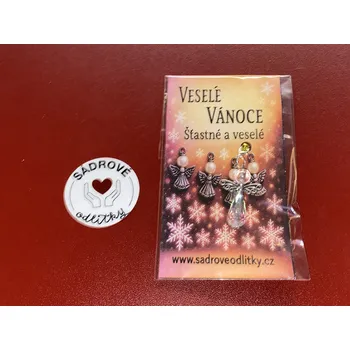 SÁDROVÉ
odlitky
VESELÉ
VÁNOCE
Šťastné a veselé
www.sadroveodlitky.cz